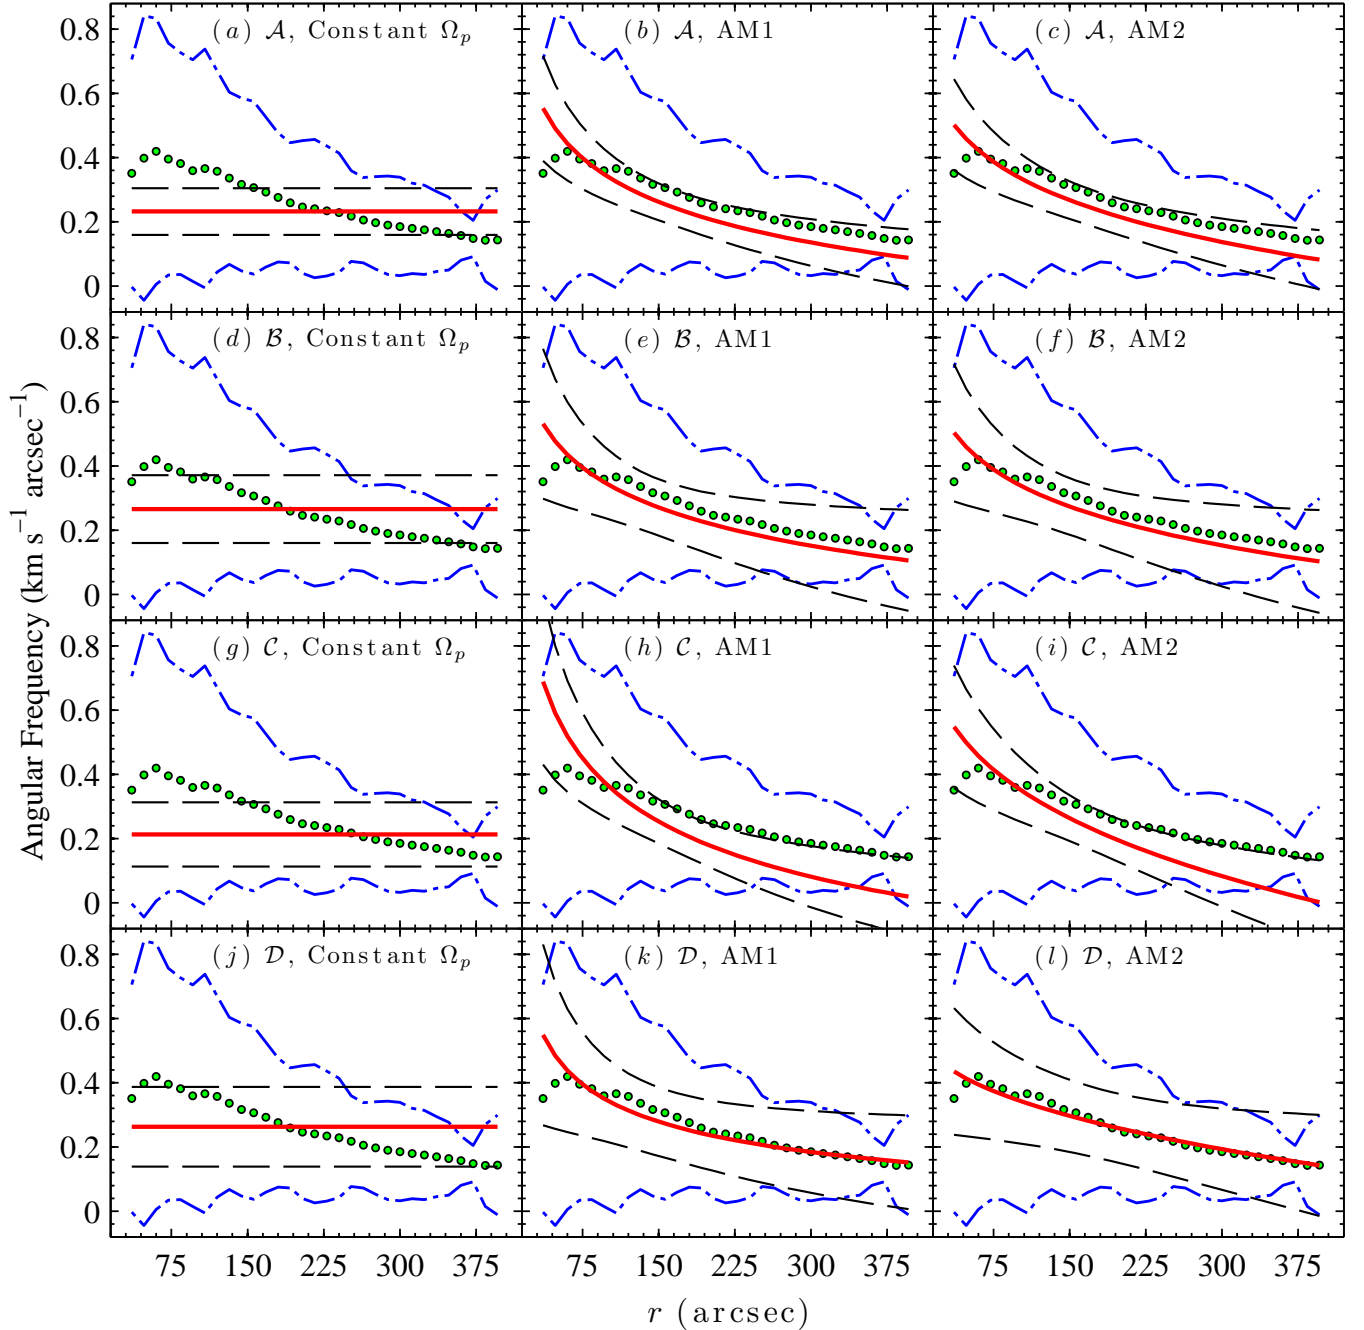 (a) 𝒜, Constant Ωₚ
(b) 𝒜, AM1
(c) 𝒜, AM2
0.8
0.6
0.4
0.2
0
(d) ℬ, Constant Ωₚ
(e) ℬ, AM1
(f) ℬ, AM2
0.8
0.6
0.4
0.2
0
(g) 𝒞, Constant Ωₚ
(h) 𝒞, AM1
(i) 𝒞, AM2
0.8
0.6
0.4
0.2
0
(j) 𝒟, Constant Ωₚ
(k) 𝒟, AM1
(l) 𝒟, AM2
0.8
0.6
0.4
0.2
0
Angular Frequency (km s⁻¹ arcsec⁻¹)
75 150 225 300 375 75 150 225 300 375 75 150 225 300 375
r (arcsec)